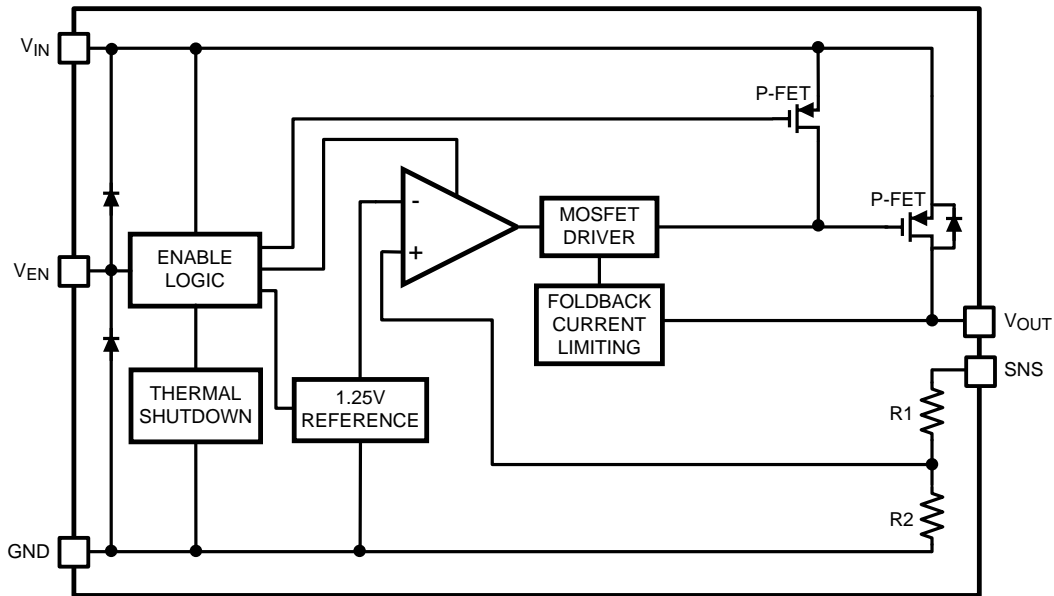 VIN
P-FET
P-FET
-
+
MOSFET
DRIVER
VEN
ENABLE
LOGIC
FOLDBACK
CURRENT
LIMITING
VOUT
SNS
THERMAL
SHUTDOWN
1.25V
REFERENCE
R1
R2
GND